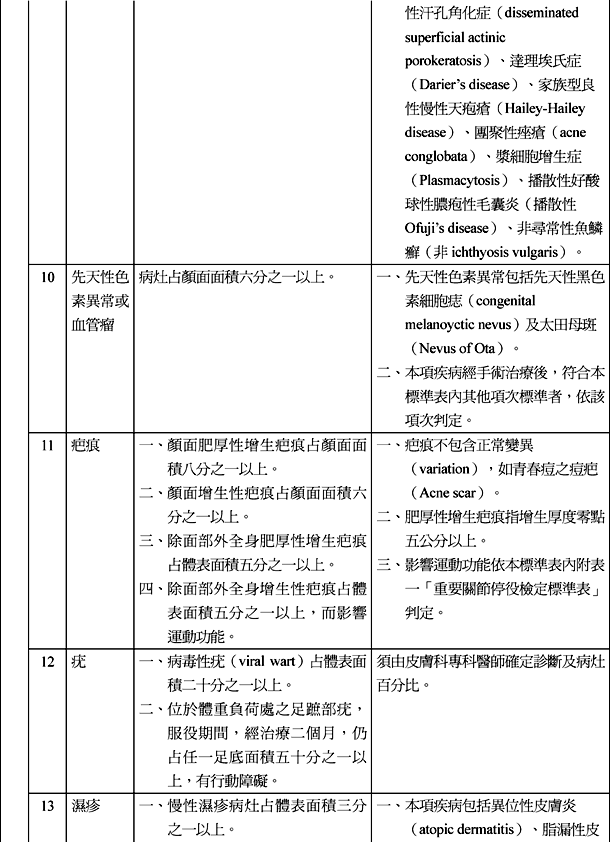 性汗孔角化症（disseminated
superficial actinic
porokeratosis）、達理埃氏症
（Darier's disease）、家族型良
性慢性天疱瘡（Hailey-Hailey
disease）、團聚性痤瘡（acne
conglobata）、漿細胞增生症
（Plasmacytosis）、播散性好酸
球性膿疱性毛囊炎（播散性
Ofuji's disease）、非尋常性魚鱗
癬（非 ichthyosis vulgaris）。
10
先天性色
素異常或
血管瘤
病灶占顏面面積六分之一以上。
一、先天性色素異常包括先天性黑色
素細胞痣（congenital
melanoyctic nevus）及太田母斑
（Nevus of Ota）。
二、本項疾病經手術治療後，符合本
標準表內其他項次標準者，依該
項次判定。
11
疤痕
一、顏面肥厚性增生疤痕占顏面面
積八分之一以上。
二、顏面增生性疤痕占顏面面積六
分之一以上。
三、除面部外全身肥厚性增生疤痕
占體表面積五分之一以上。
四、除面部外全身增生性疤痕占體
表面積五分之一以上，而影響
運動功能。
一、疤痕不包含正常變異
（variation），如青春痘之痘疤
（Acne scar）。
二、肥厚性增生疤痕指增生厚度零點
五公分以上。
三、影響運動功能依本標準表內附表
一「重要關節停役檢定標準表」
判定。
12
疣
一、病毒性疣（viral wart）占體表面
積二十分之一以上。
二、位於體重負荷處之足蹠部疣，
服役期間，經治療二個月，仍
占任一足底面積五十分之一以
上，有行動障礙。
須由皮膚科專科醫師確定診斷及病灶
百分比。
13
濕疹
一、慢性濕疹病灶占體表面積三分
之一以上。
一、本項疾病包括異位性皮膚炎
（atopic dermatitis）、脂漏性皮